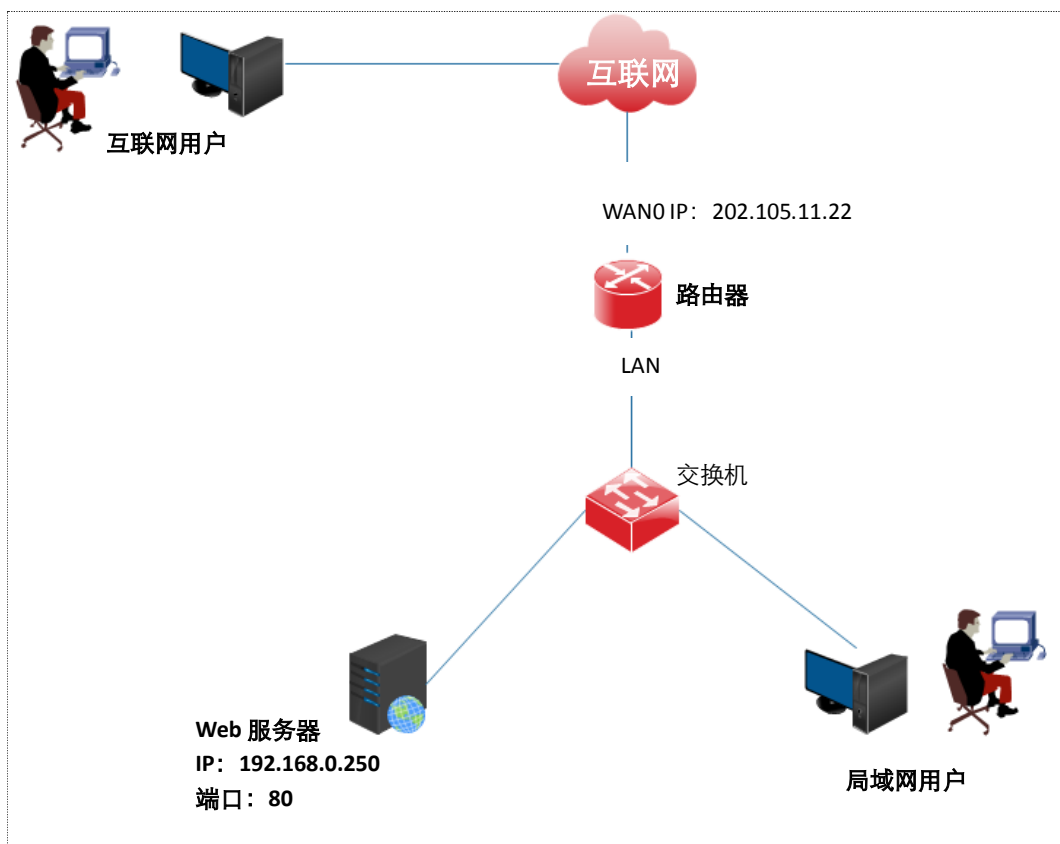 互联网
互联网用户
WAN0 IP：202.105.11.22
路由器
LAN
交换机
Web 服务器
IP：192.168.0.250
端口：80
局域网用户